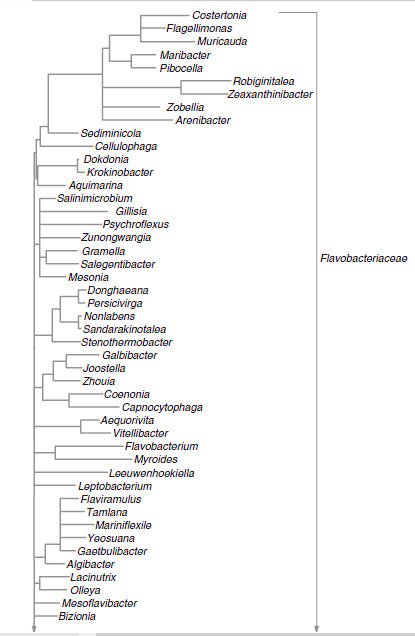 Costertonia
Flagellimonas
Muricauda
Maribacter
Pibocella
Robiginitalea
Zeaxanthinibacter
Zobellia
Arenibacter
Sediminicola
Cellulophaga
Dokdonia
Krokinobacter
Aquimarina
Salinimicrobium
Gillisia
Psychroflexus
Zunongwangia
Gramella
Flavobacteriaceae
Salegentibacter
Mesonia
Donghaeana
Persicivirga
Nonlabens
Sandarakinotalea
Stenothermobacter
Galbibacter
Joostella
Zhouia
Coenonia
Capnocytophaga
Aequorivita
Vitellibacter
Flavobacterium
Myroides
Leeuwenhoekiella
Leptobacterium
Flaviramulus
Tamlana
Mariniflexile
Yeosuana
Gaetbulibacter
Algibacter
Lacinutrix
Olleya
Mesoflavibacter
Bizionia